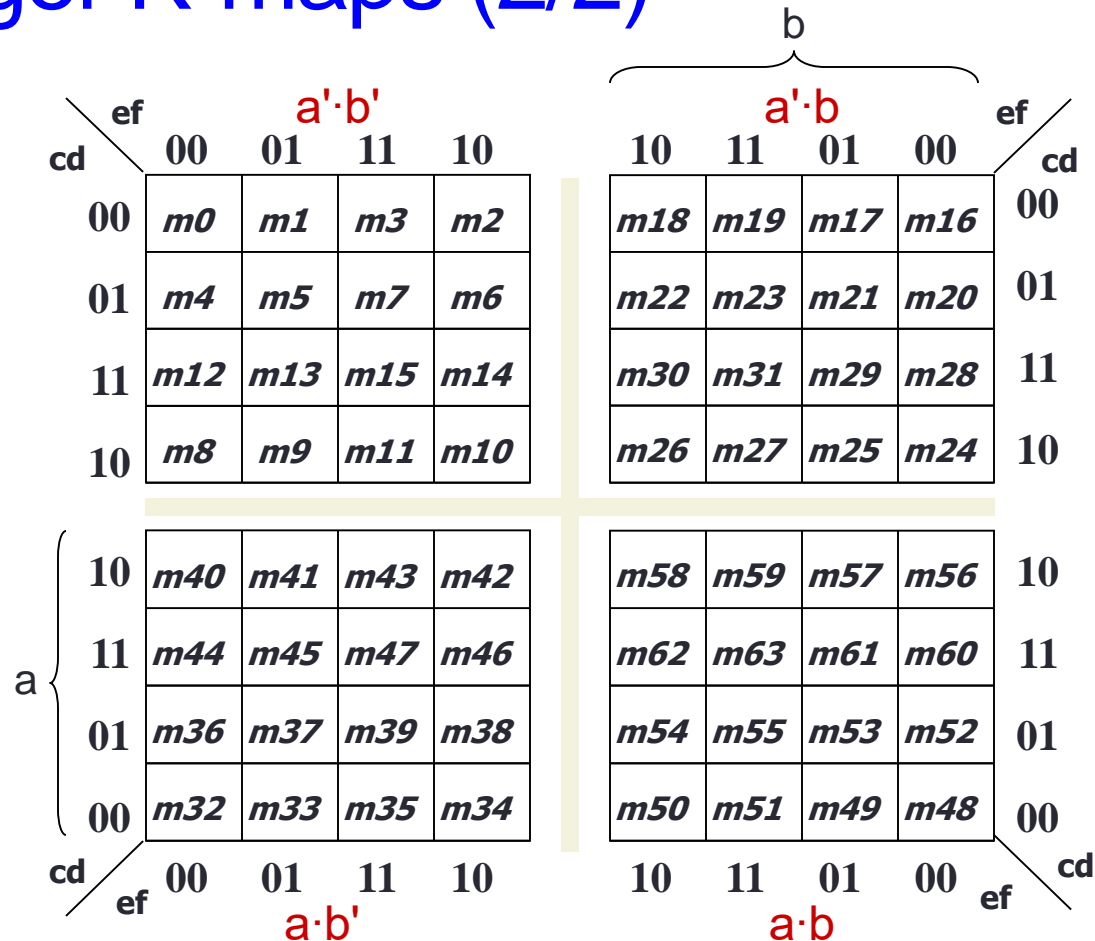 K-maps (2/2)
b
ef a'·b' a'·b ef
cd 00 01 11 10 10 11 01 00 cd
00 m0 m1 m3 m2 m18 m19 m17 m16 00
01 m4 m5 m7 m6 m22 m23 m21 m20 01
11 m12 m13 m15 m14 m30 m31 m29 m28 11
10 m8 m9 m11 m10 m26 m27 m25 m24 10
10 m40 m41 m43 m42 m58 m59 m57 m56 10
11 m44 m45 m47 m46 m62 m63 m61 m60 11
a
01 m36 m37 m39 m38 m54 m55 m53 m52 01
00 m32 m33 m35 m34 m50 m51 m49 m48 00
cd 00 01 11 10 10 11 01 00 cd
ef a·b' a·b ef